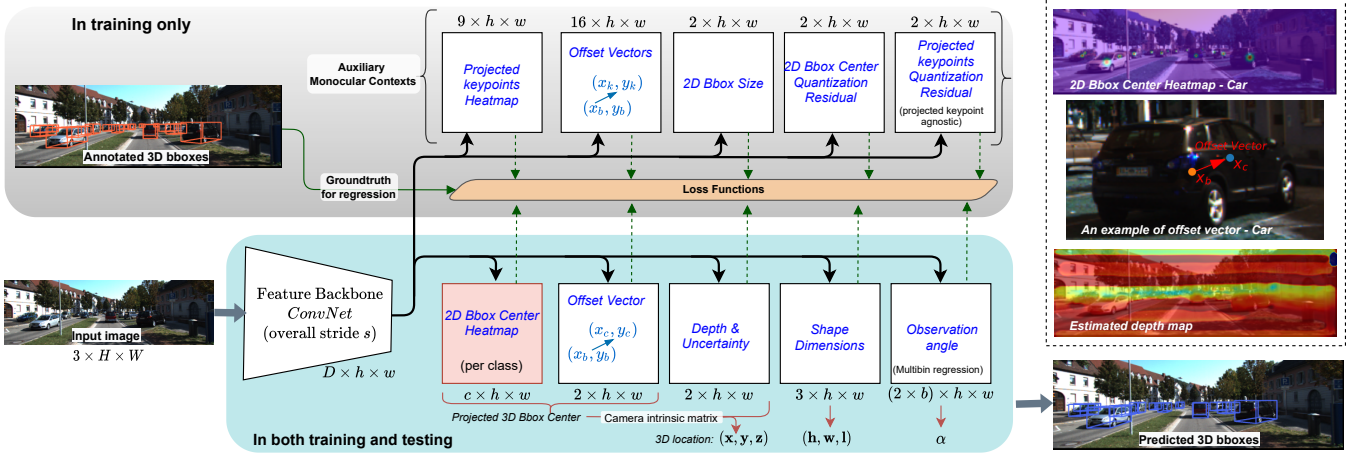 In training only
Annotated 3D bboxes
Auxiliary
Monocular Contexts
9 × h × w
Projected
keypoints
Heatmap
16 × h × w
Offset Vectors
(x_k, y_k)
(x_b, y_b)
2 × h × w
2D Bbox Size
2 × h × w
2D Bbox Center
Quantization
Residual
2 × h × w
Projected
keypoints
Quantization
Residual
(projected keypoint
agnostic)
Groundtruth
for regression
Loss Functions
Input image
3 × H × W
Feature Backbone
ConvNet
(overall stride s)
D × h × w
2D Bbox Center
Heatmap
(per class)
c × h × w
Offset Vector
(x_c, y_c)
(x_b, y_b)
2 × h × w
Depth &
Uncertainty
2 × h × w
Shape
Dimensions
3 × h × w
Observation
angle
(Multibin regression)
(2 × b) × h × w
Projected 3D Bbox Center
Camera intrinsic matrix
3D location: (x, y, z)
(h, w, l)
α
In both training and testing
2D Bbox Center Heatmap - Car
Offset Vector
X_c
X_b
An example of offset vector - Car
Estimated depth map
Predicted 3D bboxes